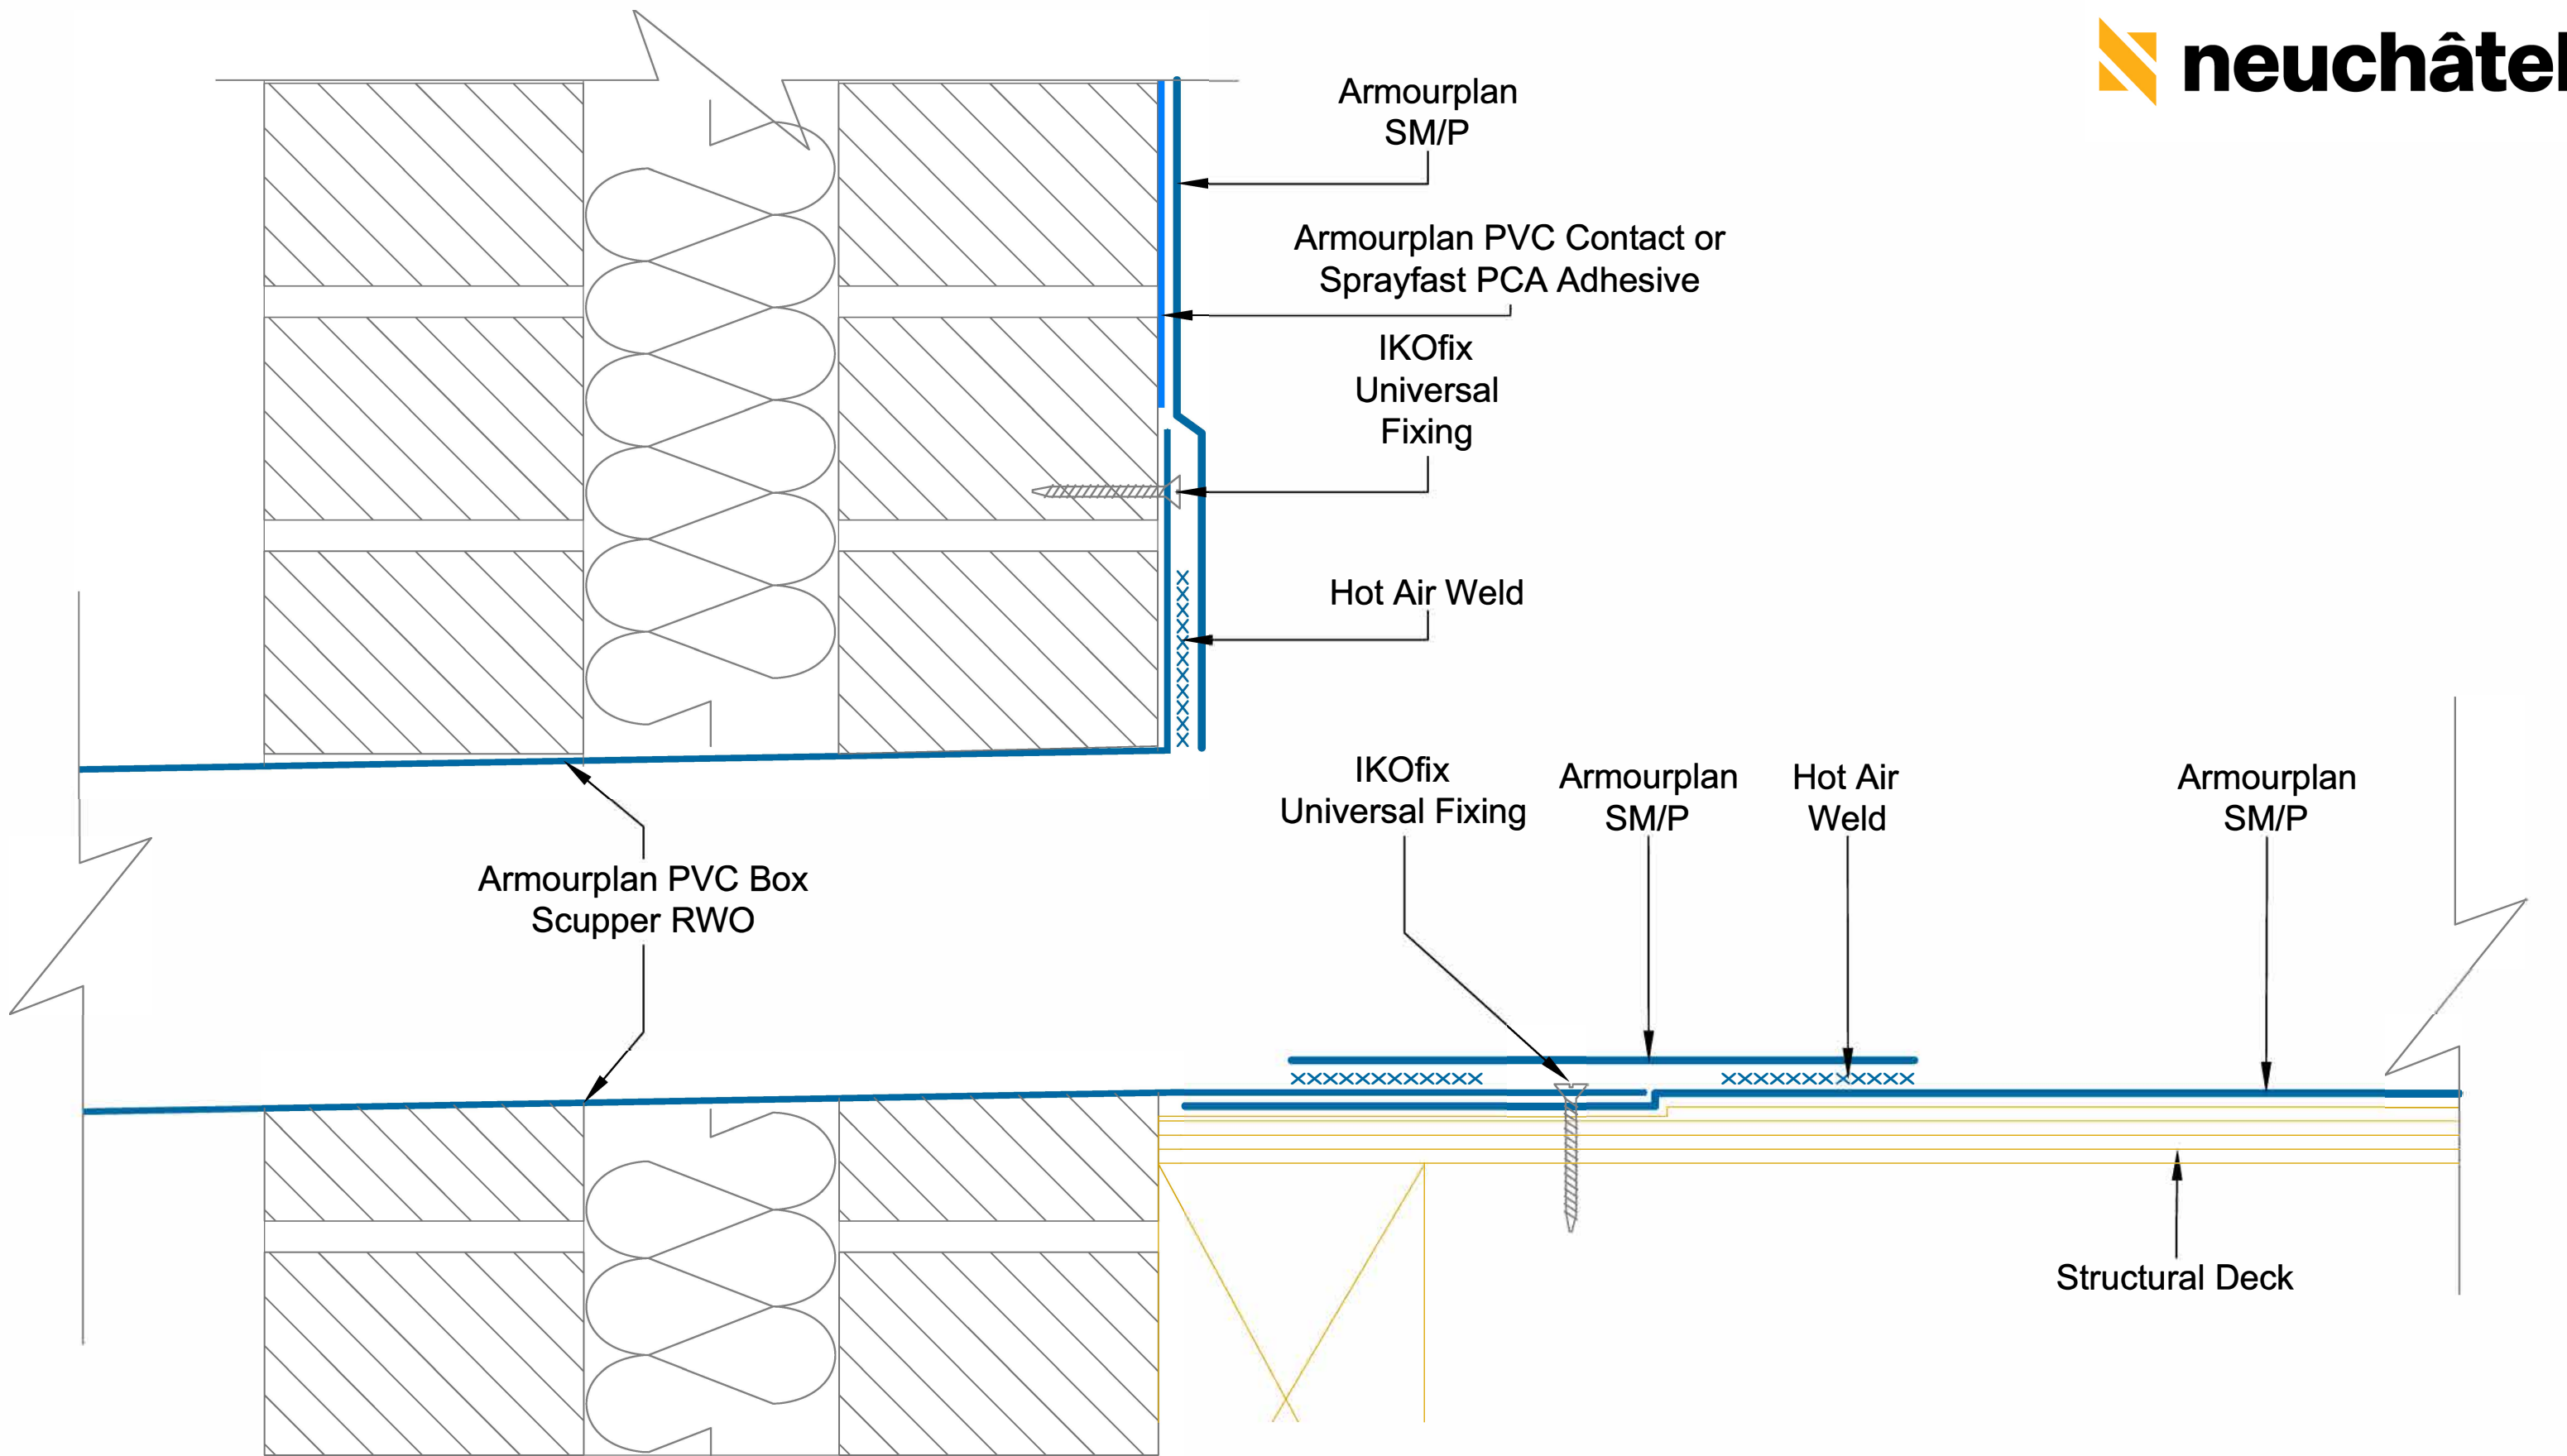 neuchâtel
Armourplan
SM/P
Armourplan PVC Contact or
Sprayfast PCA Adhesive
IKOfix
Universal
Fixing
Hot Air Weld
IKOfix
Universal Fixing
Armourplan
SM/P
Hot Air
Weld
Armourplan
SM/P
Armourplan PVC Box
Scupper RWO
Structural Deck